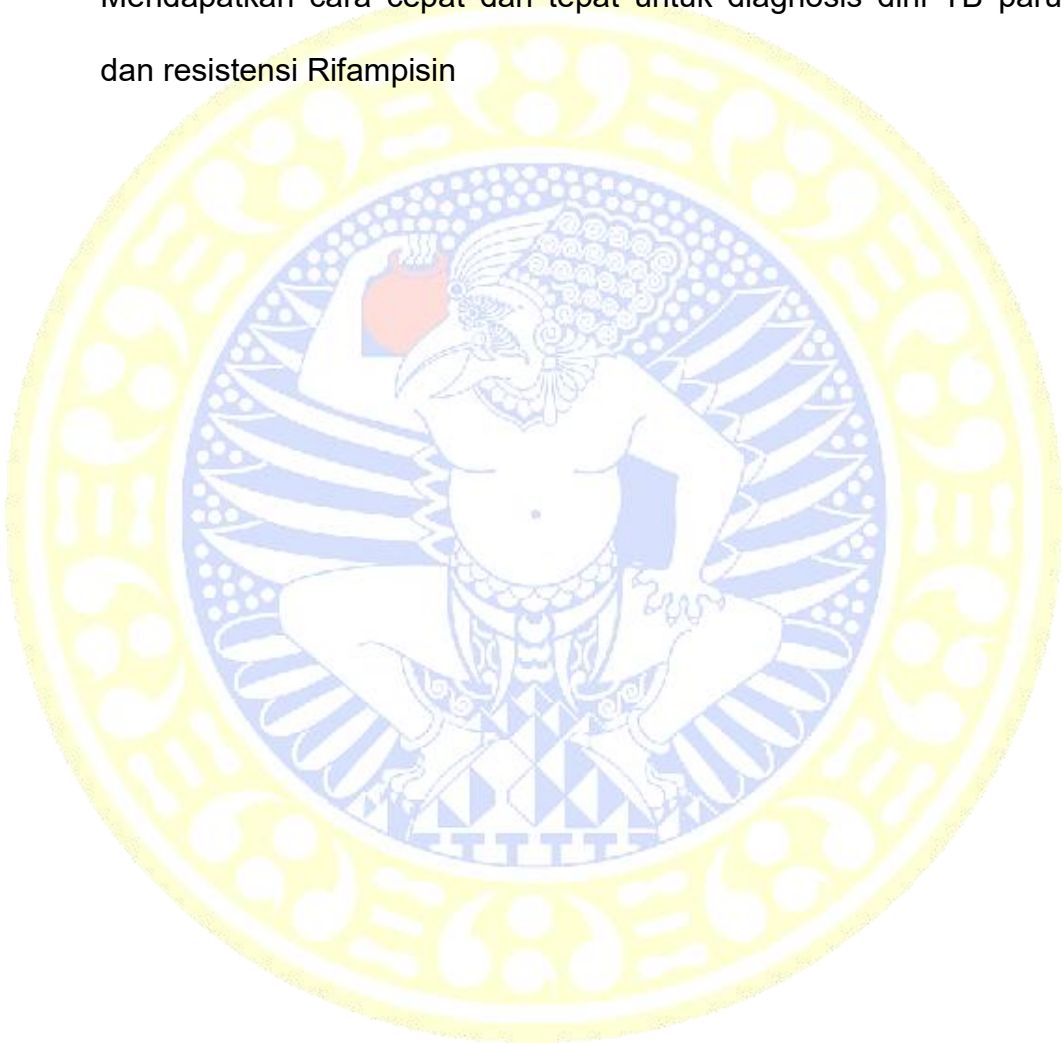 Mendapatkan cara cepat dan tepat untuk diagnosis dini TB paru
dan resistensi Rifampisin